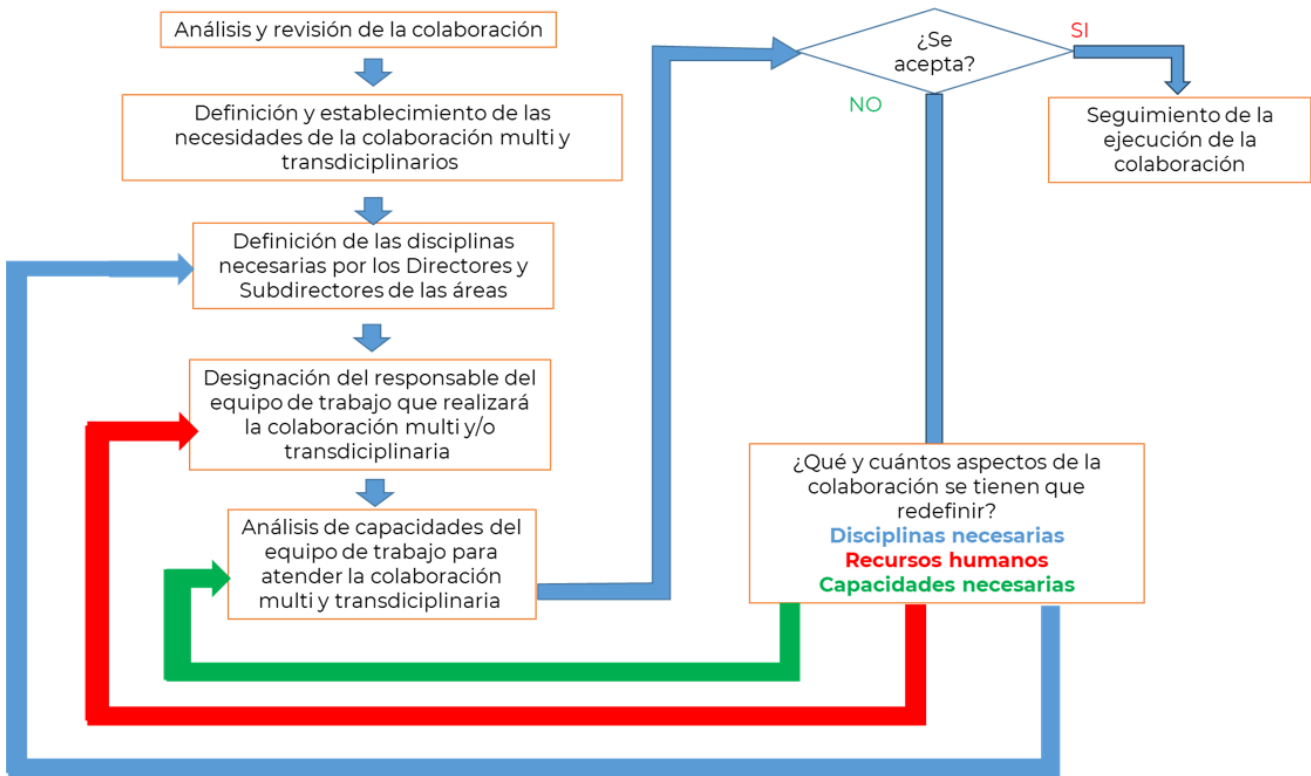 Análisis y revisión de la colaboración
Definición y establecimiento de las
necesidades de la colaboración multi y
transdiciplinarios
Definición de las disciplinas
necesarias por los Directores y
Subdirectores de las áreas
Designación del responsable del
equipo de trabajo que realizará
la colaboración multi y/o
transdiciplinaria
Análisis de capacidades del
equipo de trabajo para
atender la colaboración
multi y transdiciplinaria
¿Se
acepta?
SI
NO
Seguimiento de la
ejecución de la
colaboración
¿Qué y cuántos aspectos de la
colaboración se tienen que
redefinir?
Disciplinas necesarias
Recursos humanos
Capacidades necesarias